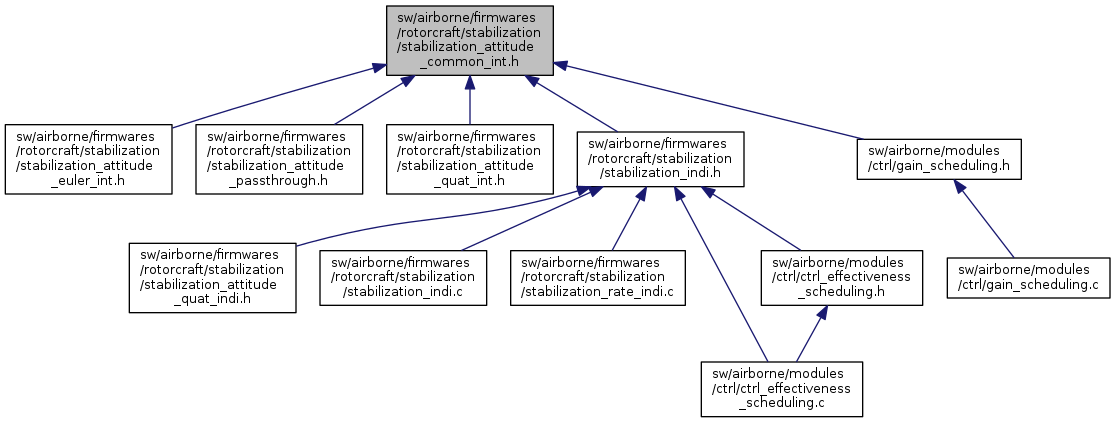 sw/airborne/firmwares
/rotorcraft/stabilization
/stabilization_attitude
_common_int.h
sw/airborne/firmwares
/rotorcraft/stabilization
/stabilization_attitude
_euler_int.h
sw/airborne/firmwares
/rotorcraft/stabilization
/stabilization_attitude
_passthrough.h
sw/airborne/firmwares
/rotorcraft/stabilization
/stabilization_attitude
_quat_int.h
sw/airborne/firmwares
/rotorcraft/stabilization
/stabilization_indi.h
sw/airborne/modules
/ctrl/gain_scheduling.h
sw/airborne/firmwares
/rotorcraft/stabilization
/stabilization_attitude
_quat_indi.h
sw/airborne/firmwares
/rotorcraft/stabilization
/stabilization_indi.c
sw/airborne/firmwares
/rotorcraft/stabilization
/stabilization_rate_indi.c
sw/airborne/modules
/ctrl/ctrl_effectiveness
_scheduling.h
sw/airborne/modules
/ctrl/gain_scheduling.c
sw/airborne/modules
/ctrl/ctrl_effectiveness
_scheduling.c